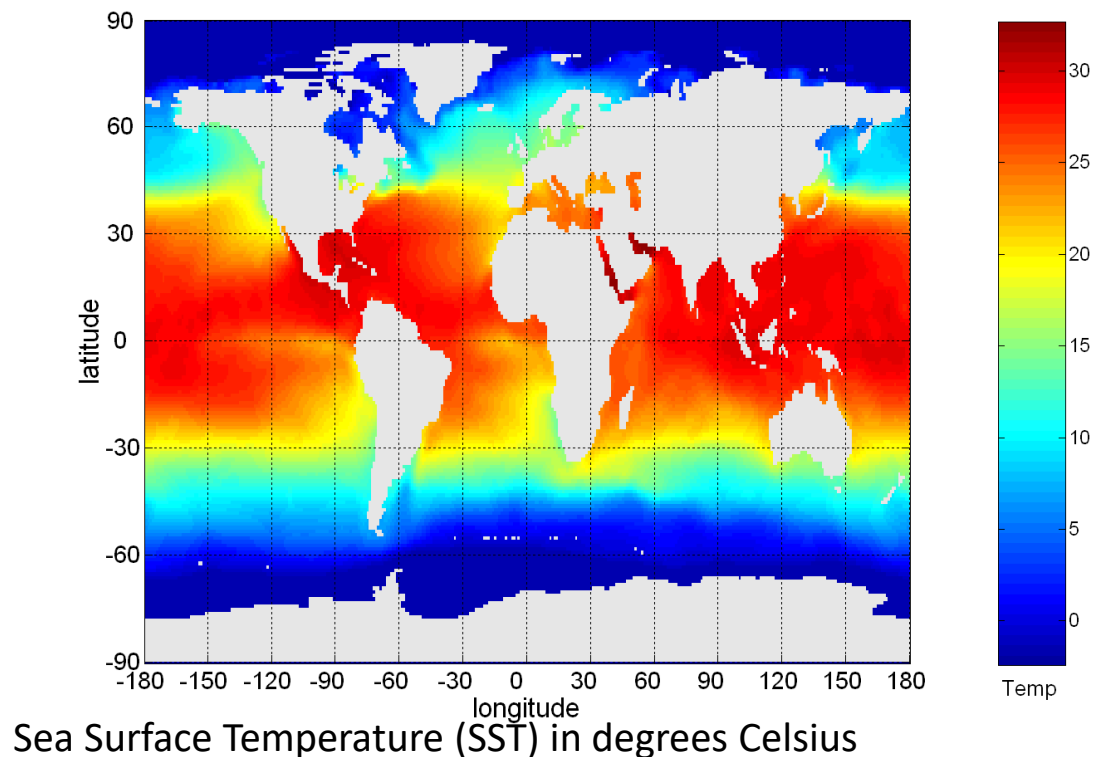 90
60
30
0
-30
-60
-90
latitude
-180 -150 -120 -90 -60 -30 0 30 60 90 120 150 180
longitude
30
25
20
15
10
5
0
Temp
Sea Surface Temperature (SST) in degrees Celsius